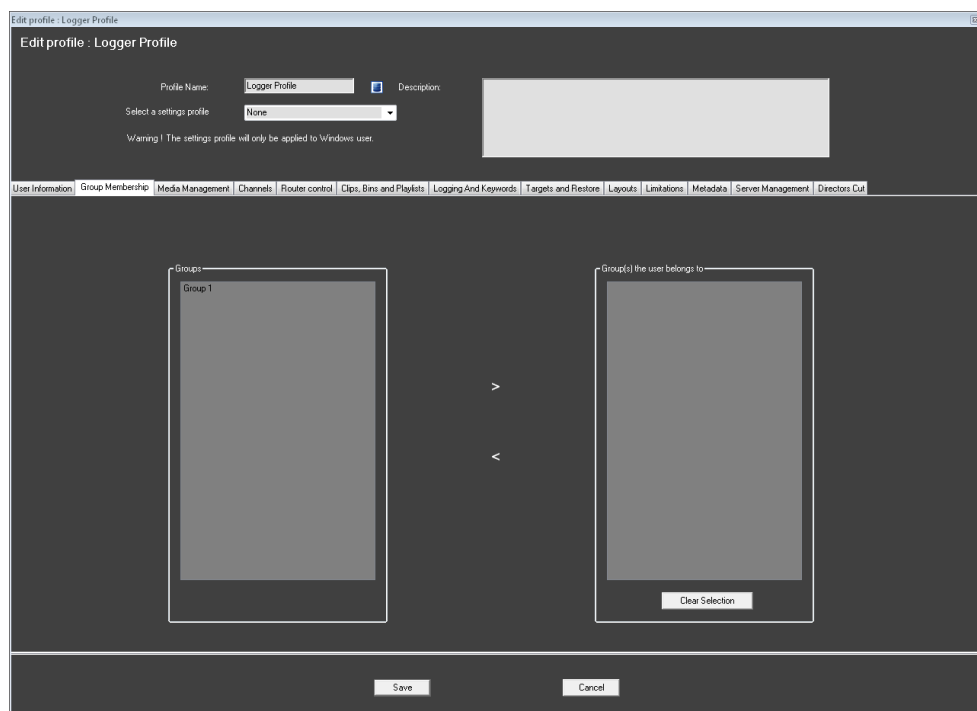 Edit profile : Logger Profile
Edit profile : Logger Profile
Profile Name: Logger Profile Description:
Select a settings profile None
Warning ! The settings profile will only be applied to Windows user.
User Information Group Membership Media Management Channels Router control Clips, Bins and Playlists Logging And Keywords Targets and Restore Layouts Limitations Metadata Server Management Directors Cut
Groups Group(s) the user belongs to
Group 1
>
<
Clear Selection
Save Cancel